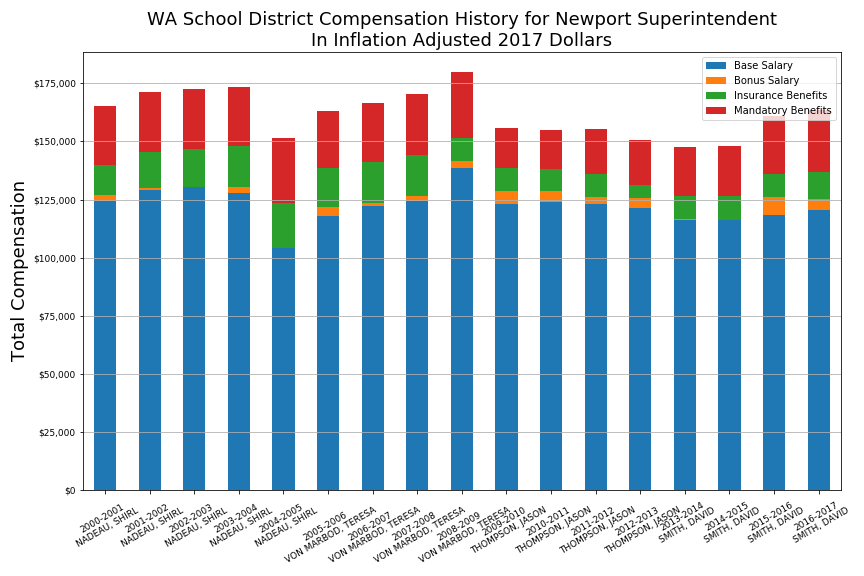 WA School District Compensation History for Newport Superintendent
In Inflation Adjusted 2017 Dollars
Total Compensation
$175,000
$150,000
$125,000
$100,000
$75,000
$50,000
$25,000
$0
Base Salary
Bonus Salary
Insurance Benefits
Mandatory Benefits
2000-2001
NADEAU, SHIRL
2001-2002
NADEAU, SHIRL
2002-2003
NADEAU, SHIRL
2003-2004
NADEAU, SHIRL
2004-2005
NADEAU, SHIRL
2005-2006
VON MARBOD, TERESA
2006-2007
VON MARBOD, TERESA
2007-2008
VON MARBOD, TERESA
2008-2009
VON MARBOD, TERESA
2009-2010
THOMPSON, JASON
2010-2011
THOMPSON, JASON
2011-2012
THOMPSON, JASON
2012-2013
THOMPSON, JASON
2013-2014
SMITH, DAVID
2014-2015
SMITH, DAVID
2015-2016
SMITH, DAVID
2016-2017
SMITH, DAVID